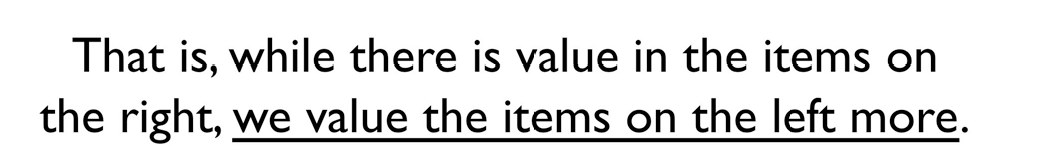 That is, while there is value in the items on
the right, we value the items on the left more.